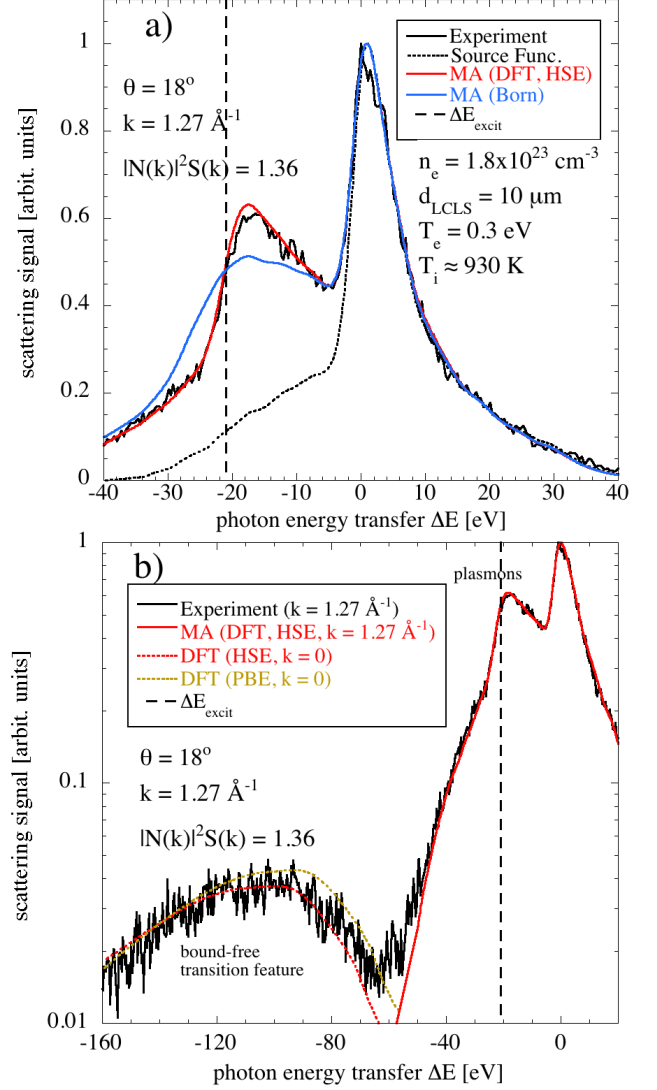 a)
Experiment
Source Func.
MA (DFT, HSE)
MA (Born)
ΔE_excit
θ = 18°
k = 1.27 Å⁻¹
|N(k)|²S(k) = 1.36
n_e = 1.8x10²³ cm⁻³
d_LCLS = 10 μm
T_e = 0.3 eV
T_i ≈ 930 K
scattering signal [arbit. units]
1
0.8
0.6
0.4
0.2
0
-40 -30 -20 -10 0 10 20 30 40
photon energy transfer ΔE [eV]
b)
plasmons
Experiment (k = 1.27 Å⁻¹)
MA (DFT, HSE, k = 1.27 Å⁻¹)
DFT (HSE, k = 0)
DFT (PBE, k = 0)
ΔE_excit
θ = 18°
k = 1.27 Å⁻¹
|N(k)|²S(k) = 1.36
bound-free
transition feature
scattering signal [arbit. units]
1
0.1
0.01
-160 -120 -80 -40 0
photon energy transfer ΔE [eV]